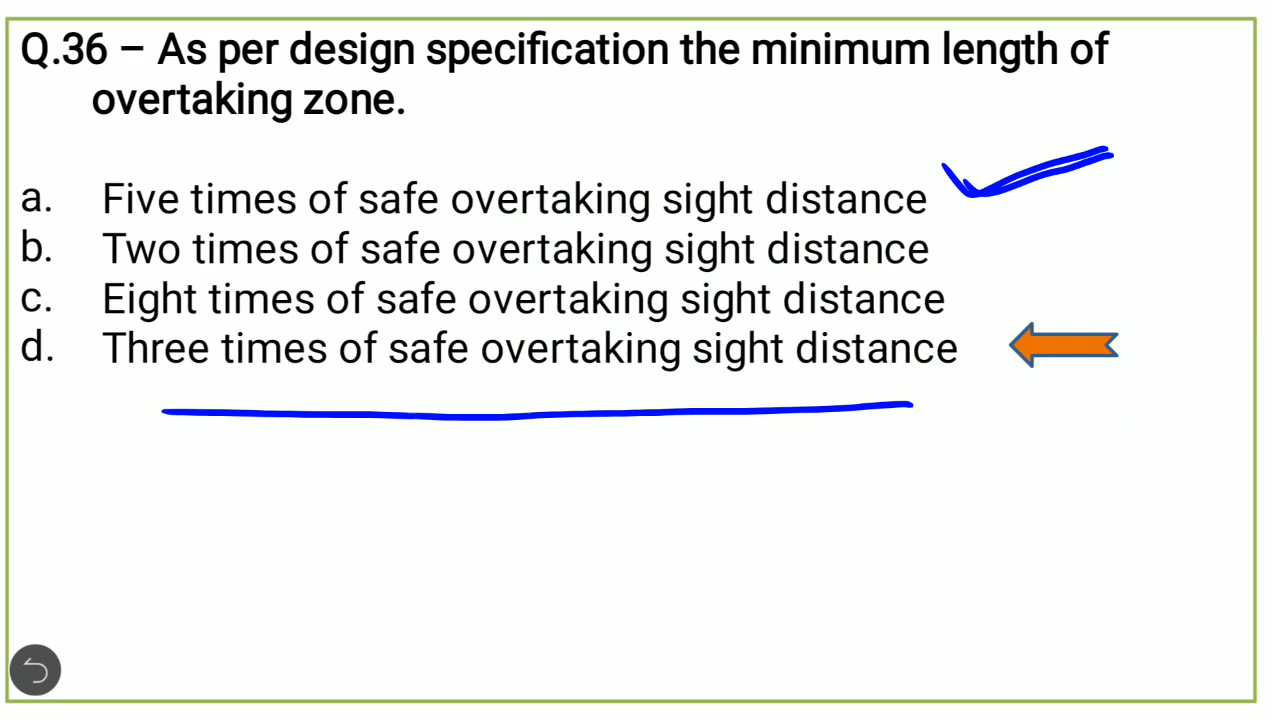 Q.36 – As per design specification the minimum length of
overtaking zone.
a. Five times of safe overtaking sight distance
b. Two times of safe overtaking sight distance
c. Eight times of safe overtaking sight distance
d. Three times of safe overtaking sight distance